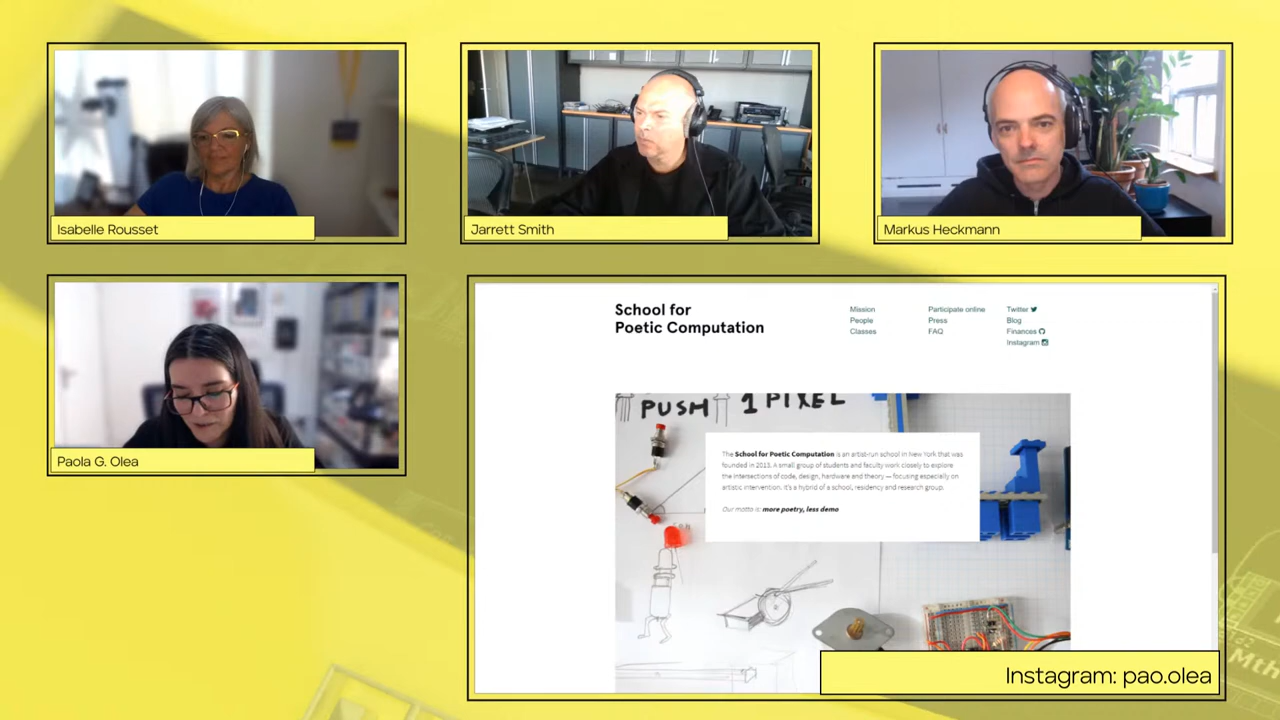 Isabelle Rousset
Jarrett Smith
Markus Heckmann
Paola G. Olea
School for
Poetic Computation
Mission
People
Classes
Participate online
Press
FAQ
Twitter
Blog
Finances
Instagram
PUSH 1 PIXEL
The School for Poetic Computation is an artist-run school in New York that was
founded in 2013. A small group of students and faculty work closely to explore
the intersections of code, design, hardware and theory — focusing especially on
artistic intervention. It's a hybrid of a school, residency and research group.
Our motto is: more poetry, less demo
Instagram: pao.olea